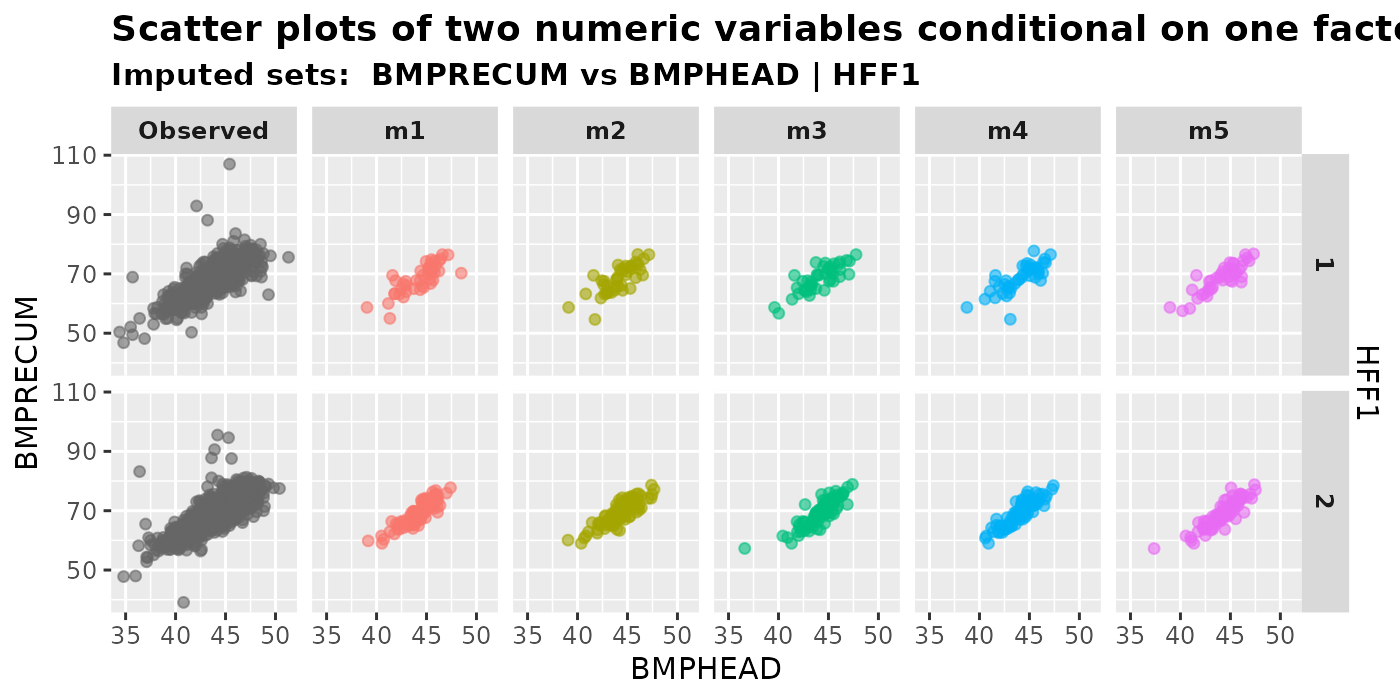 Scatter plots of two numeric variables conditional on one facto
Imputed sets:  BMPRECUM vs BMPHEAD | HFF1
Observed m1 m2 m3 m4 m5
110
90
70
50
1
110
90
70
50
2
BMPRECUM
HFF1
35 40 45 50 35 40 45 50 35 40 45 50 35 40 45 50 35 40 45 50 35 40 45 50
BMPHEAD